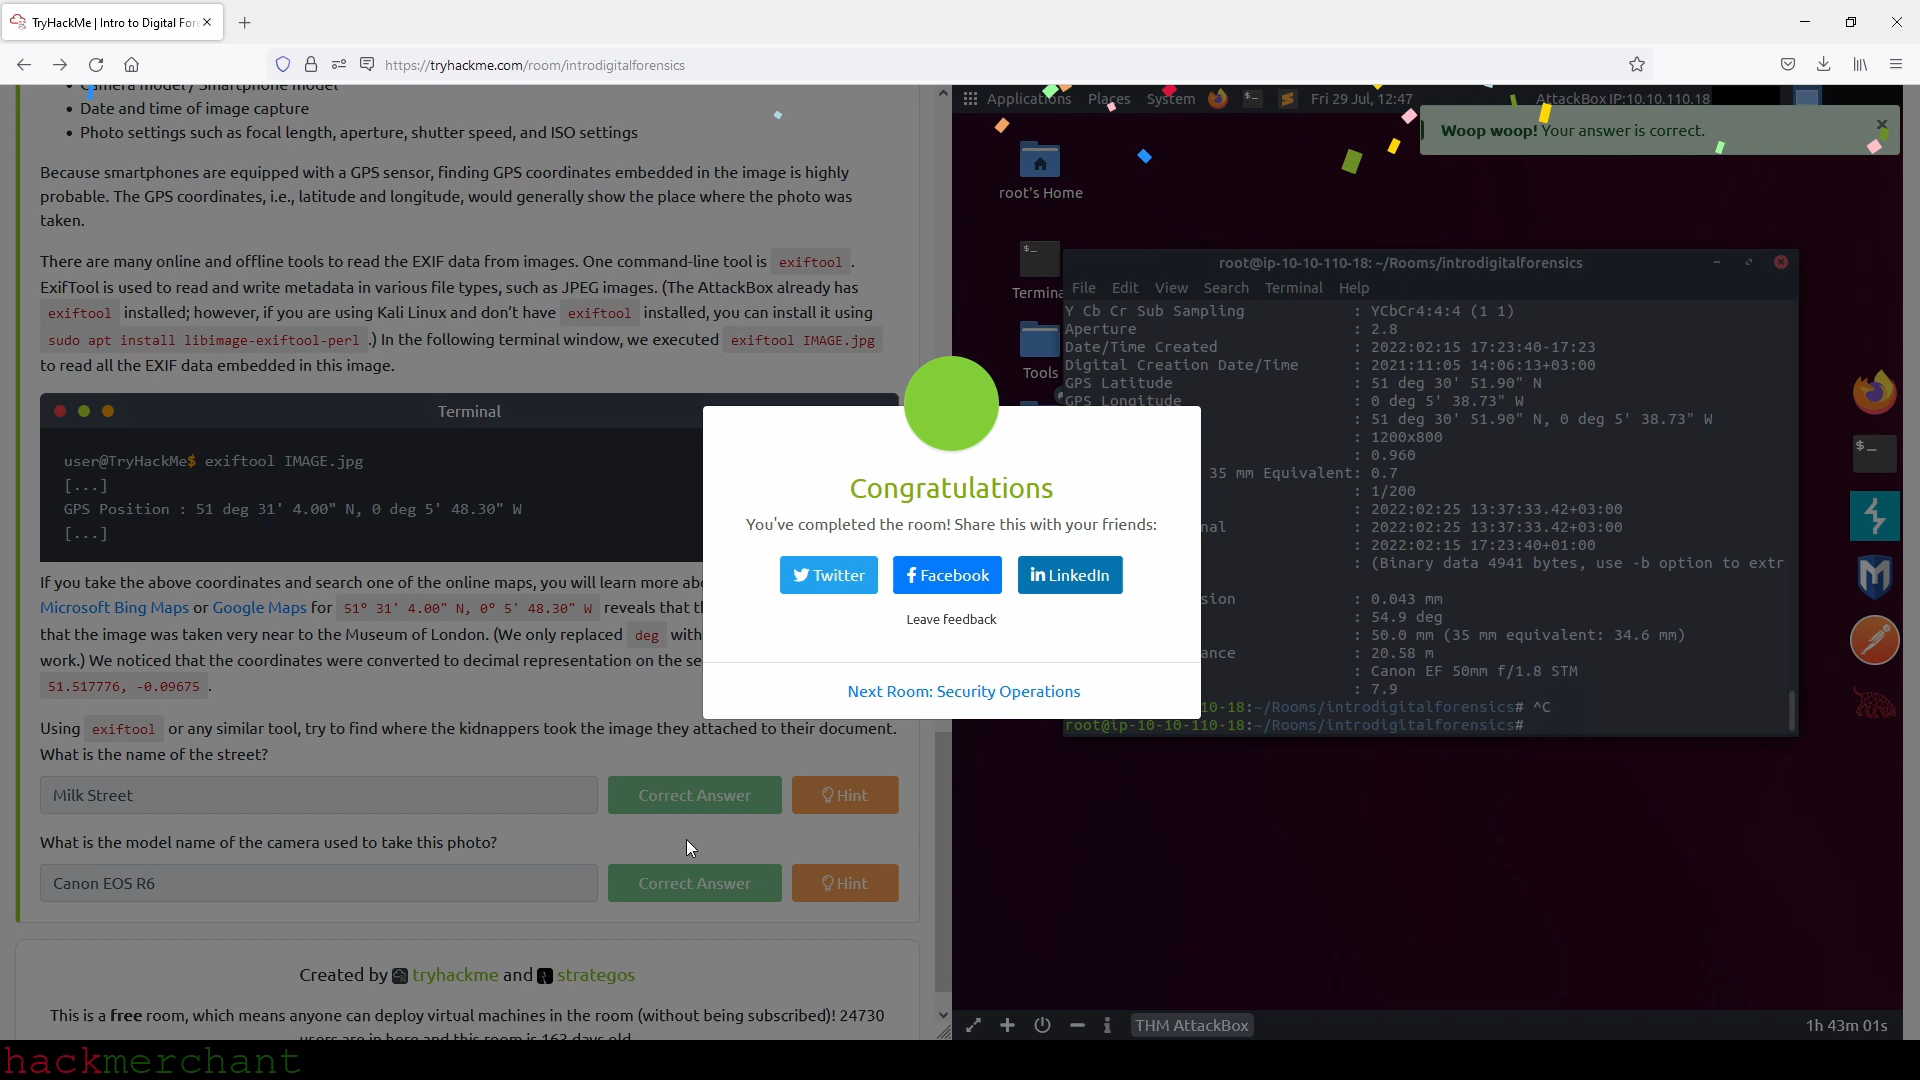 TryHackMe | Intro to Digital For
https://tryhackme.com/room/introdigitalforensics
Camera model / Smartphone model
• Date and time of image capture
• Photo settings such as focal length, aperture, shutter speed, and ISO settings
Because smartphones are equipped with a GPS sensor, finding GPS coordinates embedded in the image is highly
probable. The GPS coordinates, i.e., latitude and longitude, would generally show the place where the photo was
taken.
There are many online and offline tools to read the EXIF data from images. One command-line tool is exiftool .
ExifTool is used to read and write metadata in various file types, such as JPEG images. (The AttackBox already has
exiftool installed; however, if you are using Kali Linux and don't have exiftool installed, you can install it using
sudo apt install libimage-exiftool-perl .) In the following terminal window, we executed exiftool IMAGE.jpg
to read all the EXIF data embedded in this image.
Terminal
user@TryHackMe$ exiftool IMAGE.jpg
[...]
GPS Position : 51 deg 31' 4.00" N, 0 deg 5' 48.30" W
[...]
If you take the above coordinates and search one of the online maps, you will learn more abo
Microsoft Bing Maps or Google Maps for 51° 31' 4.00" N, 0° 5' 48.30" W reveals that t
that the image was taken very near to the Museum of London. (We only replaced deg with
work.) We noticed that the coordinates were converted to decimal representation on the se
51.517776, -0.09675 .
Using exiftool or any similar tool, try to find where the kidnappers took the image they attached to their document.
What is the name of the street?
Milk Street
Correct Answer
Hint
What is the model name of the camera used to take this photo?
Canon EOS R6
Correct Answer
Hint
Created by tryhackme and strategos
This is a free room, which means anyone can deploy virtual machines in the room (without being subscribed)! 24730
users are in here and this room is 163 days old
Congratulations
You've completed the room! Share this with your friends:
Twitter
Facebook
LinkedIn
Leave feedback
Next Room: Security Operations
Applications Places System Fri 29 Jul, 12:47 AttackBox IP:10.10.110.18
Woop woop! Your answer is correct.
root's Home
Termina
Tools
root@ip-10-10-110-18: ~/Rooms/introdigitalforensics
File Edit View Search Terminal Help
Y Cb Cr Sub Sampling : YCbCr4:4:4 (1 1)
Aperture : 2.8
Date/Time Created : 2022:02:15 17:23:40-17:23
Digital Creation Date/Time : 2021:11:05 14:06:13+03:00
GPS Latitude : 51 deg 30' 51.90" N
GPS Longitude : 0 deg 5' 38.73" W
: 51 deg 30' 51.90" N, 0 deg 5' 38.73" W
: 1200x800
: 0.960
35 mm Equivalent: 0.7
: 1/200
: 2022:02:25 13:37:33.42+03:00
nal : 2022:02:25 13:37:33.42+03:00
: 2022:02:15 17:23:40+01:00
: (Binary data 4941 bytes, use -b option to extr
sion : 0.043 mm
: 54.9 deg
: 50.0 mm (35 mm equivalent: 34.6 mm)
ance : 20.58 m
: Canon EF 50mm f/1.8 STM
: 7.9
10-18:~/Rooms/introdigitalforensics# ^C
root@ip-10-10-110-18:~/Rooms/introdigitalforensics#
THM AttackBox
1h 43m 01s
hackmerchant